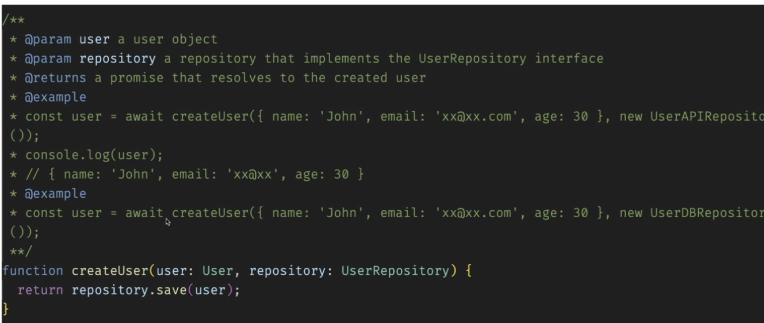 /**
* @param user a user object
* @param repository a repository that implements the UserRepository interface
* @returns a promise that resolves to the created user
* @example
* const user = await createUser({ name: 'John', email: 'xx@xx.com', age: 30 }, new UserAPIReposito
());
* console.log(user);
* // { name: 'John', email: 'xx@xx', age: 30 }
* @example
* const user = await createUser({ name: 'John', email: 'xx@xx.com', age: 30 }, new UserDBRepositor
());
**/
function createUser(user: User, repository: UserRepository) {
return repository.save(user);
}